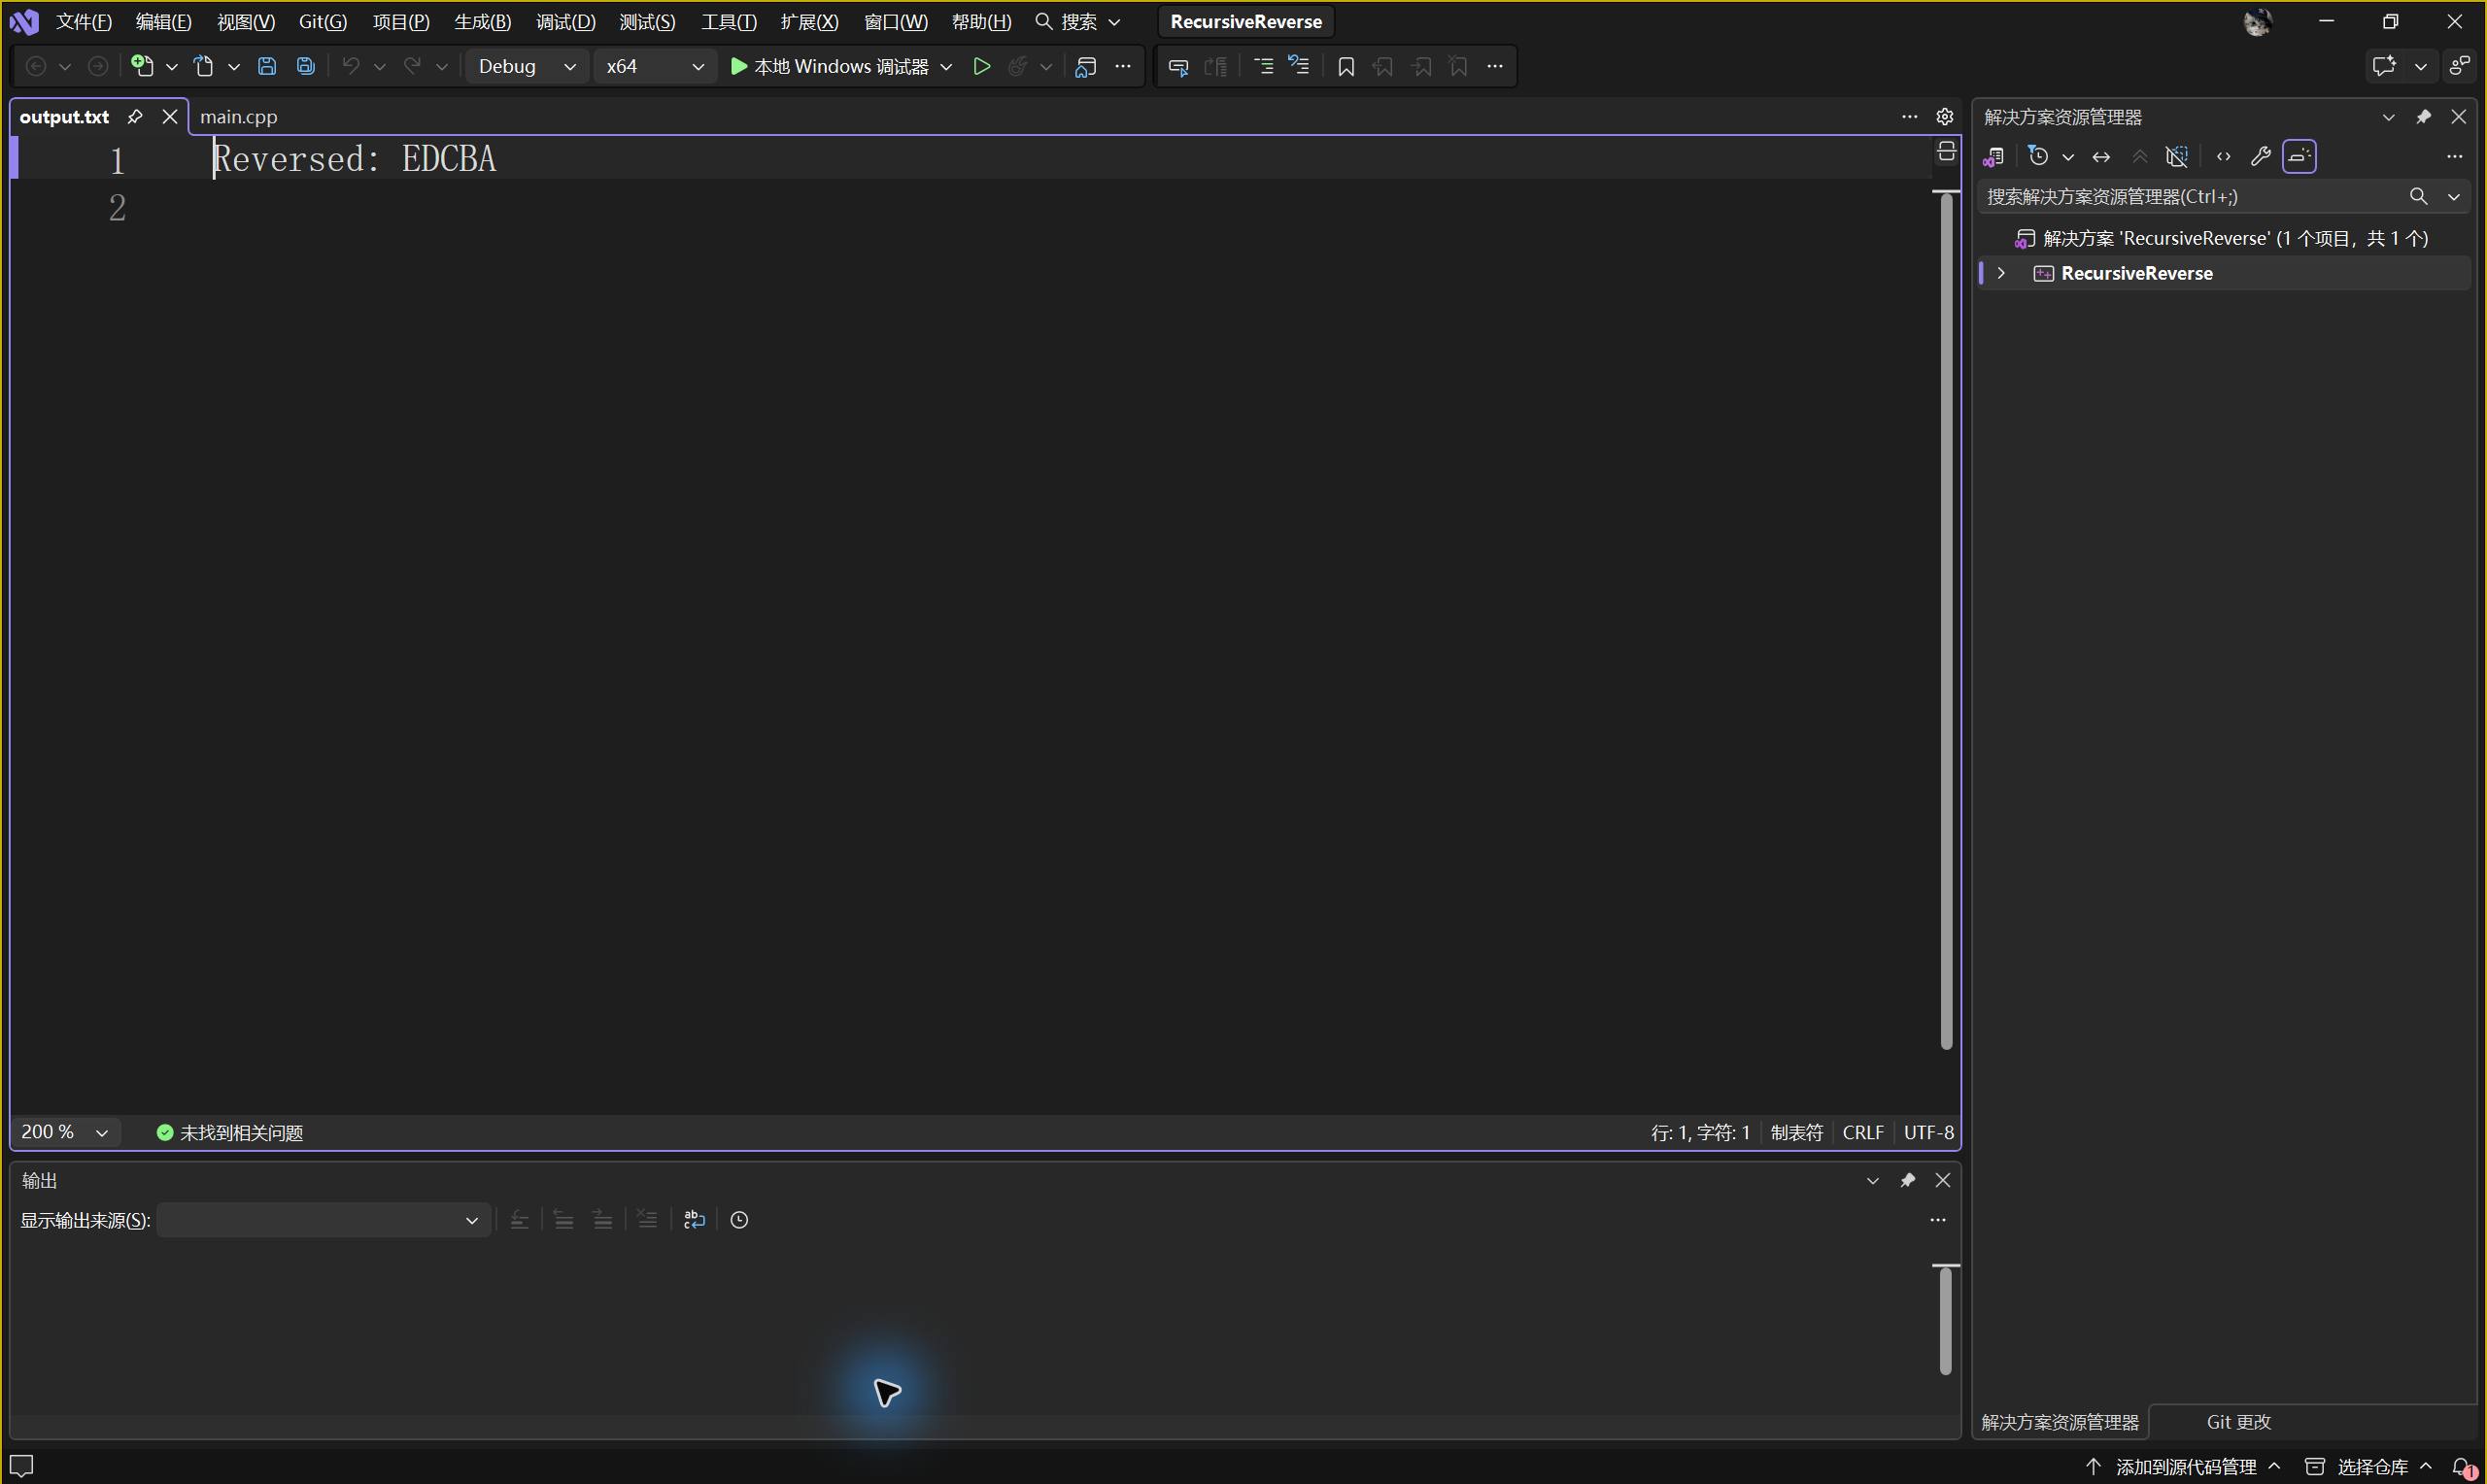 文件(F) 编辑(E) 视图(V) Git(G) 项目(P) 生成(B) 调试(D) 测试(S) 工具(T) 扩展(X) 窗口(W) 帮助(H) 搜索 RecursiveReverse
Debug x64 本地 Windows 调试器
output.txt main.cpp
1 Reversed: EDCBA
2
200 % 未找到相关问题 行: 1, 字符: 1 制表符 CRLF UTF-8
输出
显示输出来源(S):
解决方案资源管理器
搜索解决方案资源管理器(Ctrl+;)
解决方案 'RecursiveReverse' (1 个项目，共 1 个)
RecursiveReverse
解决方案资源管理器 Git 更改
添加到源代码管理 选择仓库 1